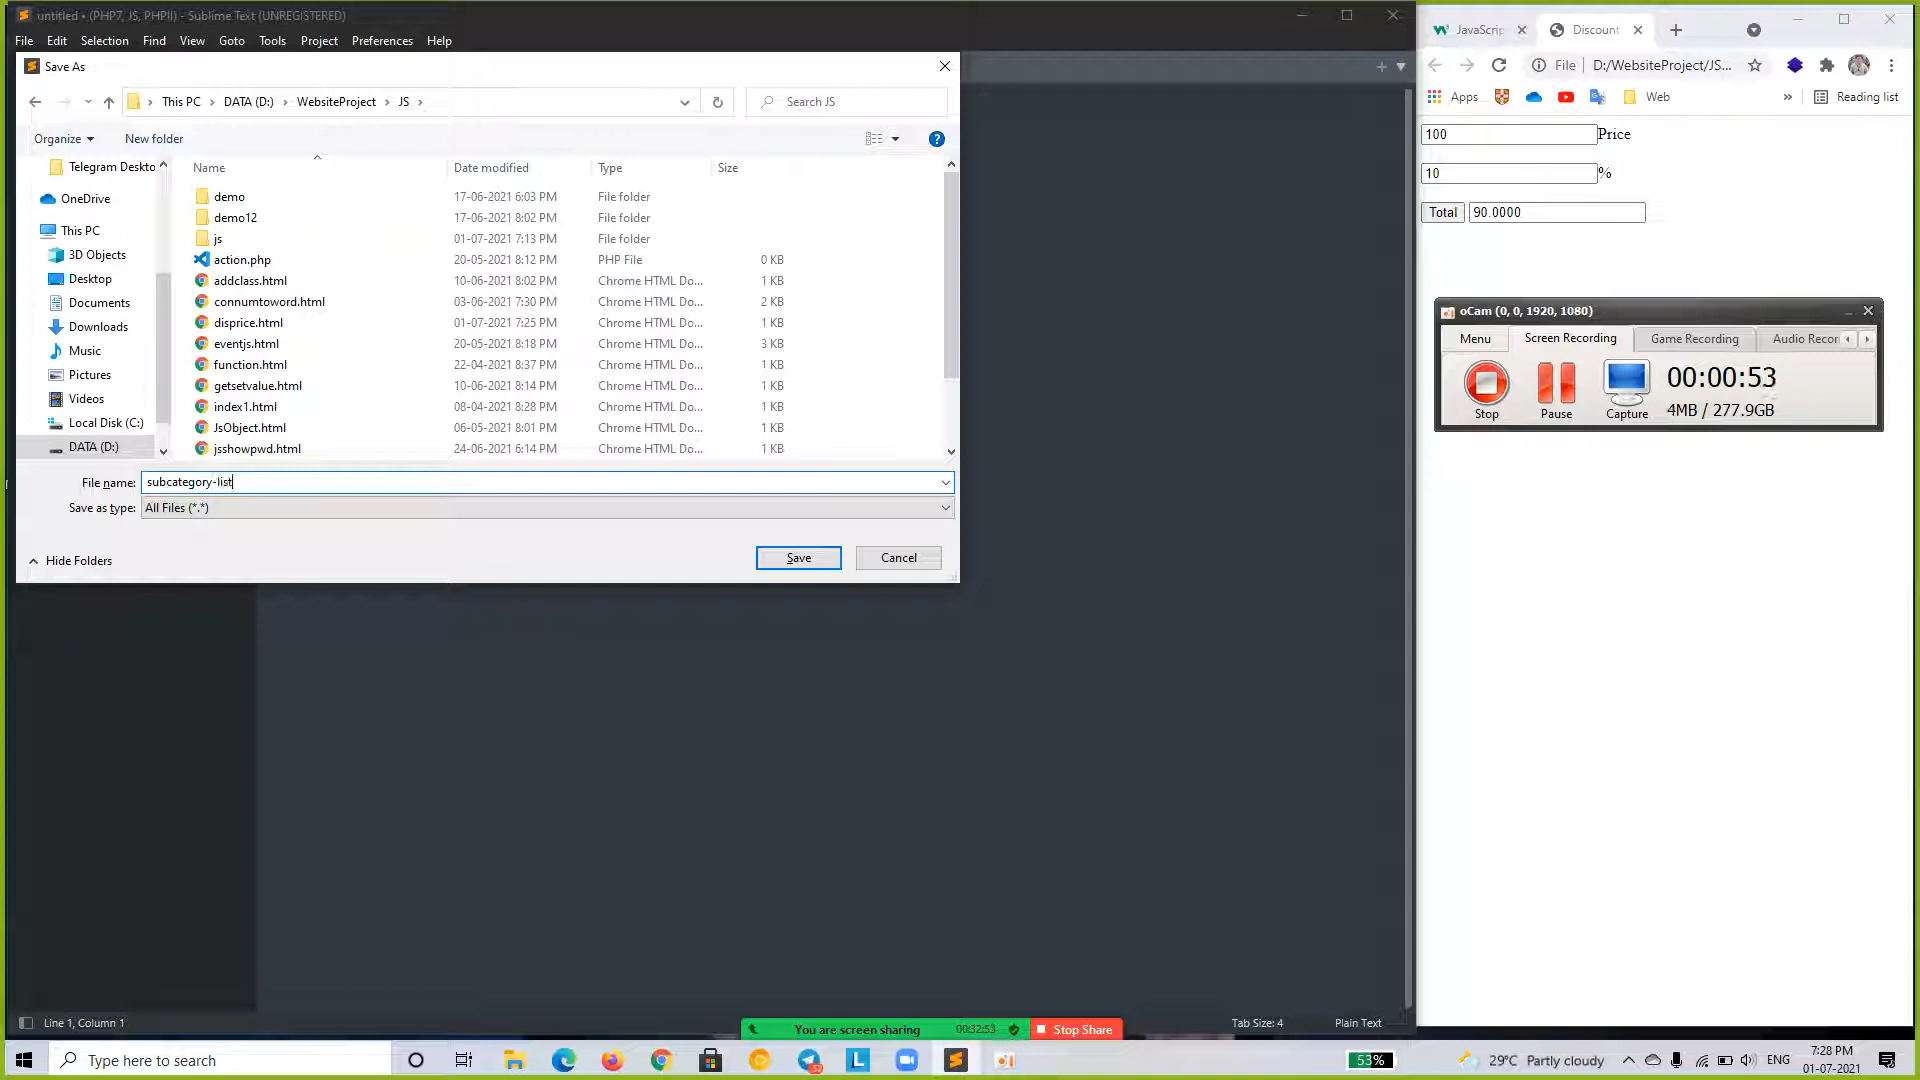 untitled • (PHP7, JS, PHPII) - Sublime Text (UNREGISTERED)
File Edit Selection Find View Goto Tools Project Preferences Help
Save As
This PC > DATA (D:) > WebsiteProject > JS >
Search JS
Organize New folder
Name Date modified Type Size
Telegram Deskto
OneDrive
This PC
3D Objects
Desktop
Documents
Downloads
Music
Pictures
Videos
Local Disk (C:)
DATA (D:)
demo 17-06-2021 6:03 PM File folder
demo12 17-06-2021 8:02 PM File folder
js 01-07-2021 7:13 PM File folder
action.php 20-05-2021 8:12 PM PHP File 0 KB
addclass.html 10-06-2021 8:02 PM Chrome HTML Do... 1 KB
connumtoword.html 03-06-2021 7:30 PM Chrome HTML Do... 2 KB
disprice.html 01-07-2021 7:25 PM Chrome HTML Do... 1 KB
eventjs.html 20-05-2021 8:18 PM Chrome HTML Do... 3 KB
function.html 22-04-2021 8:37 PM Chrome HTML Do... 1 KB
getsetvalue.html 10-06-2021 8:14 PM Chrome HTML Do... 1 KB
index1.html 08-04-2021 8:28 PM Chrome HTML Do... 1 KB
JsObject.html 06-05-2021 8:01 PM Chrome HTML Do... 1 KB
jsshowpwd.html 24-06-2021 6:14 PM Chrome HTML Do... 1 KB
File name: subcategory-list
Save as type: All Files (*.*)
Hide Folders
Save Cancel
Line 1, Column 1
Tab Size: 4 Plain Text
JavaScrip Discount
File D:/WebsiteProject/JS...
Apps Web » Reading list
100 Price
10 %
Total 90.0000
oCam (0, 0, 1920, 1080)
Menu Screen Recording Game Recording Audio Recor
Stop Pause Capture
00:00:53
4MB / 277.9GB
You are screen sharing 00:32:53 Stop Share
Type here to search
53%
29°C Partly cloudy
ENG
7:28 PM
01-07-2021